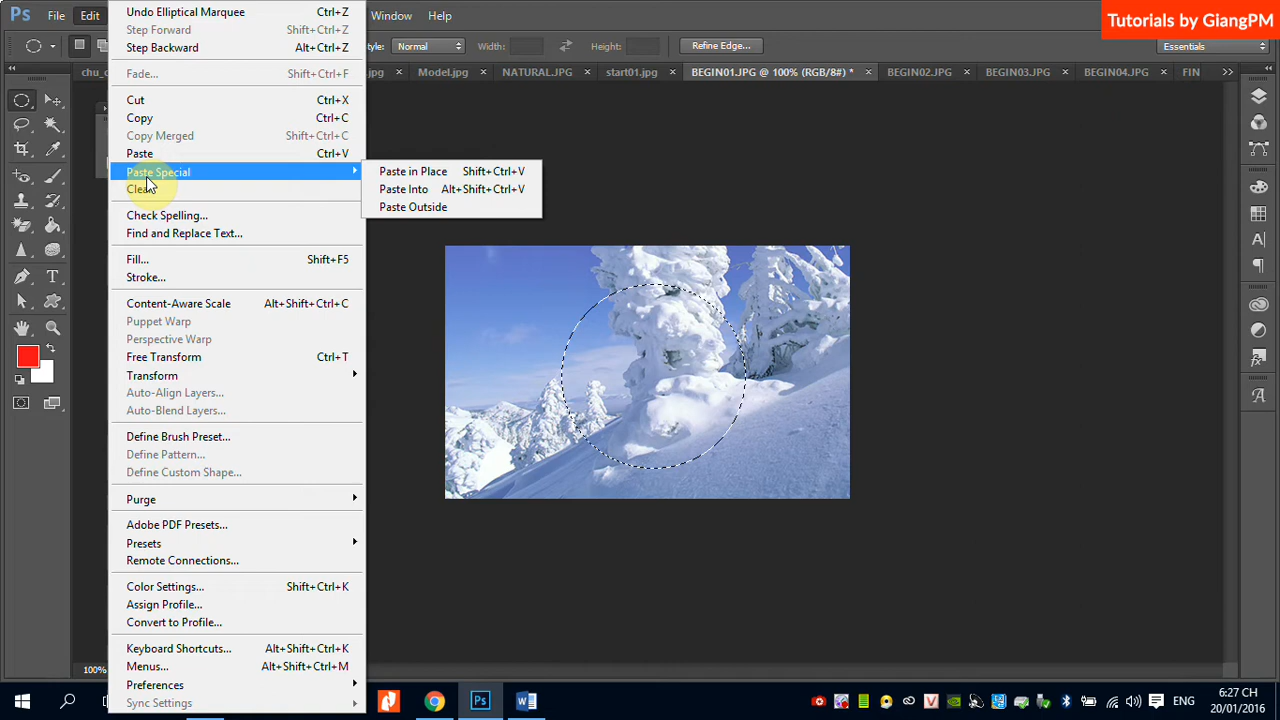 Ps File Edit Window Help
Tutorials by GiangPM
Style: Normal Width: Height: Refine Edge... Essentials
Model.jpg NATURAL.JPG start01.jpg BEGIN01.JPG @ 100% (RGB/8#) * BEGIN02.JPG BEGIN03.JPG BEGIN04.JPG FIN
Undo Elliptical Marquee Ctrl+Z
Step Forward Shift+Ctrl+Z
Step Backward Alt+Ctrl+Z
Fade... Shift+Ctrl+F
Cut Ctrl+X
Copy Ctrl+C
Copy Merged Shift+Ctrl+C
Paste Ctrl+V
Paste Special
Clear
Paste in Place Shift+Ctrl+V
Paste Into Alt+Shift+Ctrl+V
Paste Outside
Check Spelling...
Find and Replace Text...
Fill... Shift+F5
Stroke...
Content-Aware Scale Alt+Shift+Ctrl+C
Puppet Warp
Perspective Warp
Free Transform Ctrl+T
Transform
Auto-Align Layers...
Auto-Blend Layers...
Define Brush Preset...
Define Pattern...
Define Custom Shape...
Purge
Adobe PDF Presets...
Presets
Remote Connections...
Color Settings... Shift+Ctrl+K
Assign Profile...
Convert to Profile...
Keyboard Shortcuts... Alt+Shift+Ctrl+K
Menus... Alt+Shift+Ctrl+M
Preferences
Sync Settings
100%
ENG
6:27 CH
20/01/2016